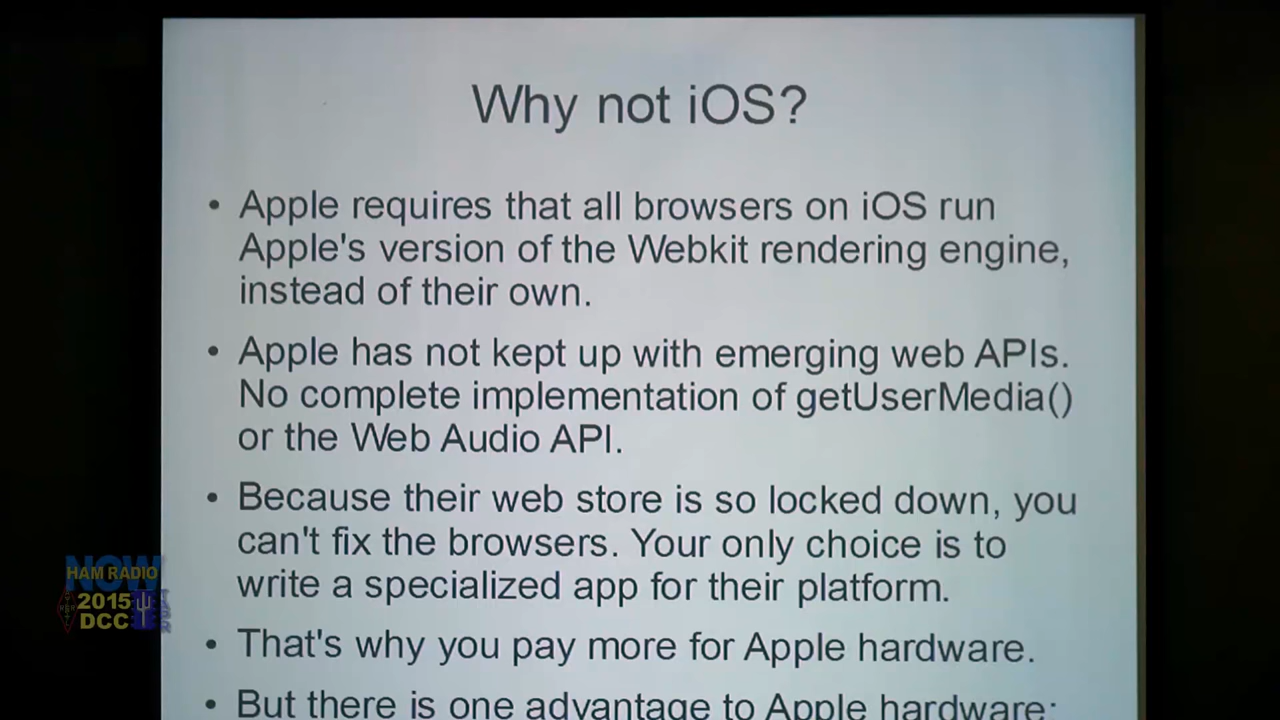 Why not iOS?
• Apple requires that all browsers on iOS run
Apple's version of the Webkit rendering engine,
instead of their own.
• Apple has not kept up with emerging web APIs.
No complete implementation of getUserMedia()
or the Web Audio API.
• Because their web store is so locked down, you
can't fix the browsers. Your only choice is to
write a specialized app for their platform.
• That's why you pay more for Apple hardware.
• But there is one advantage to Apple hardware:
NOW
HAM RADIO
2015
DCC